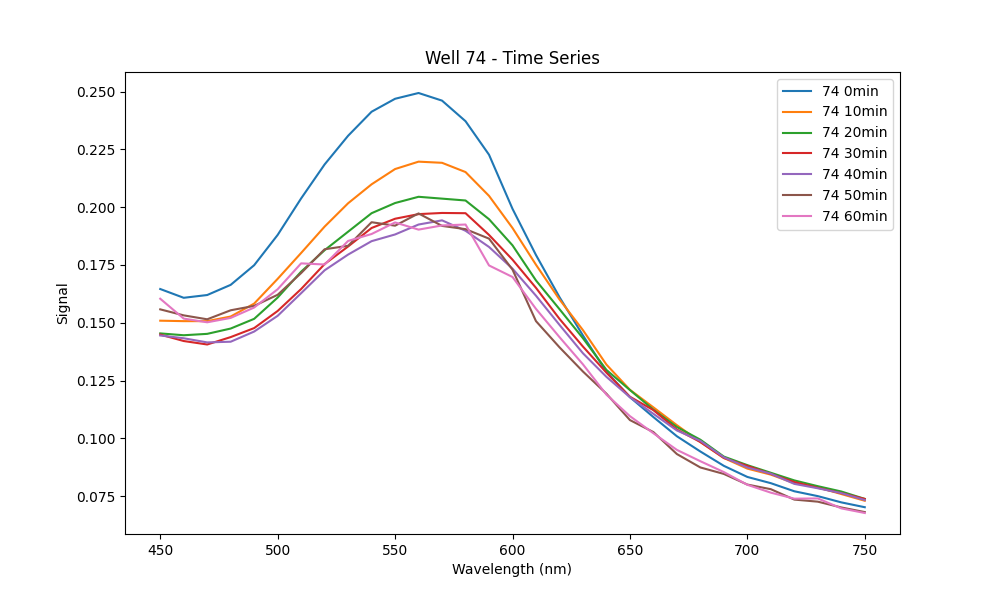 Well 74 - Time Series
Signal
0.250
0.225
0.200
0.175
0.150
0.125
0.100
0.075
74 0min
74 10min
74 20min
74 30min
74 40min
74 50min
74 60min
450 500 550 600 650 700 750
Wavelength (nm)